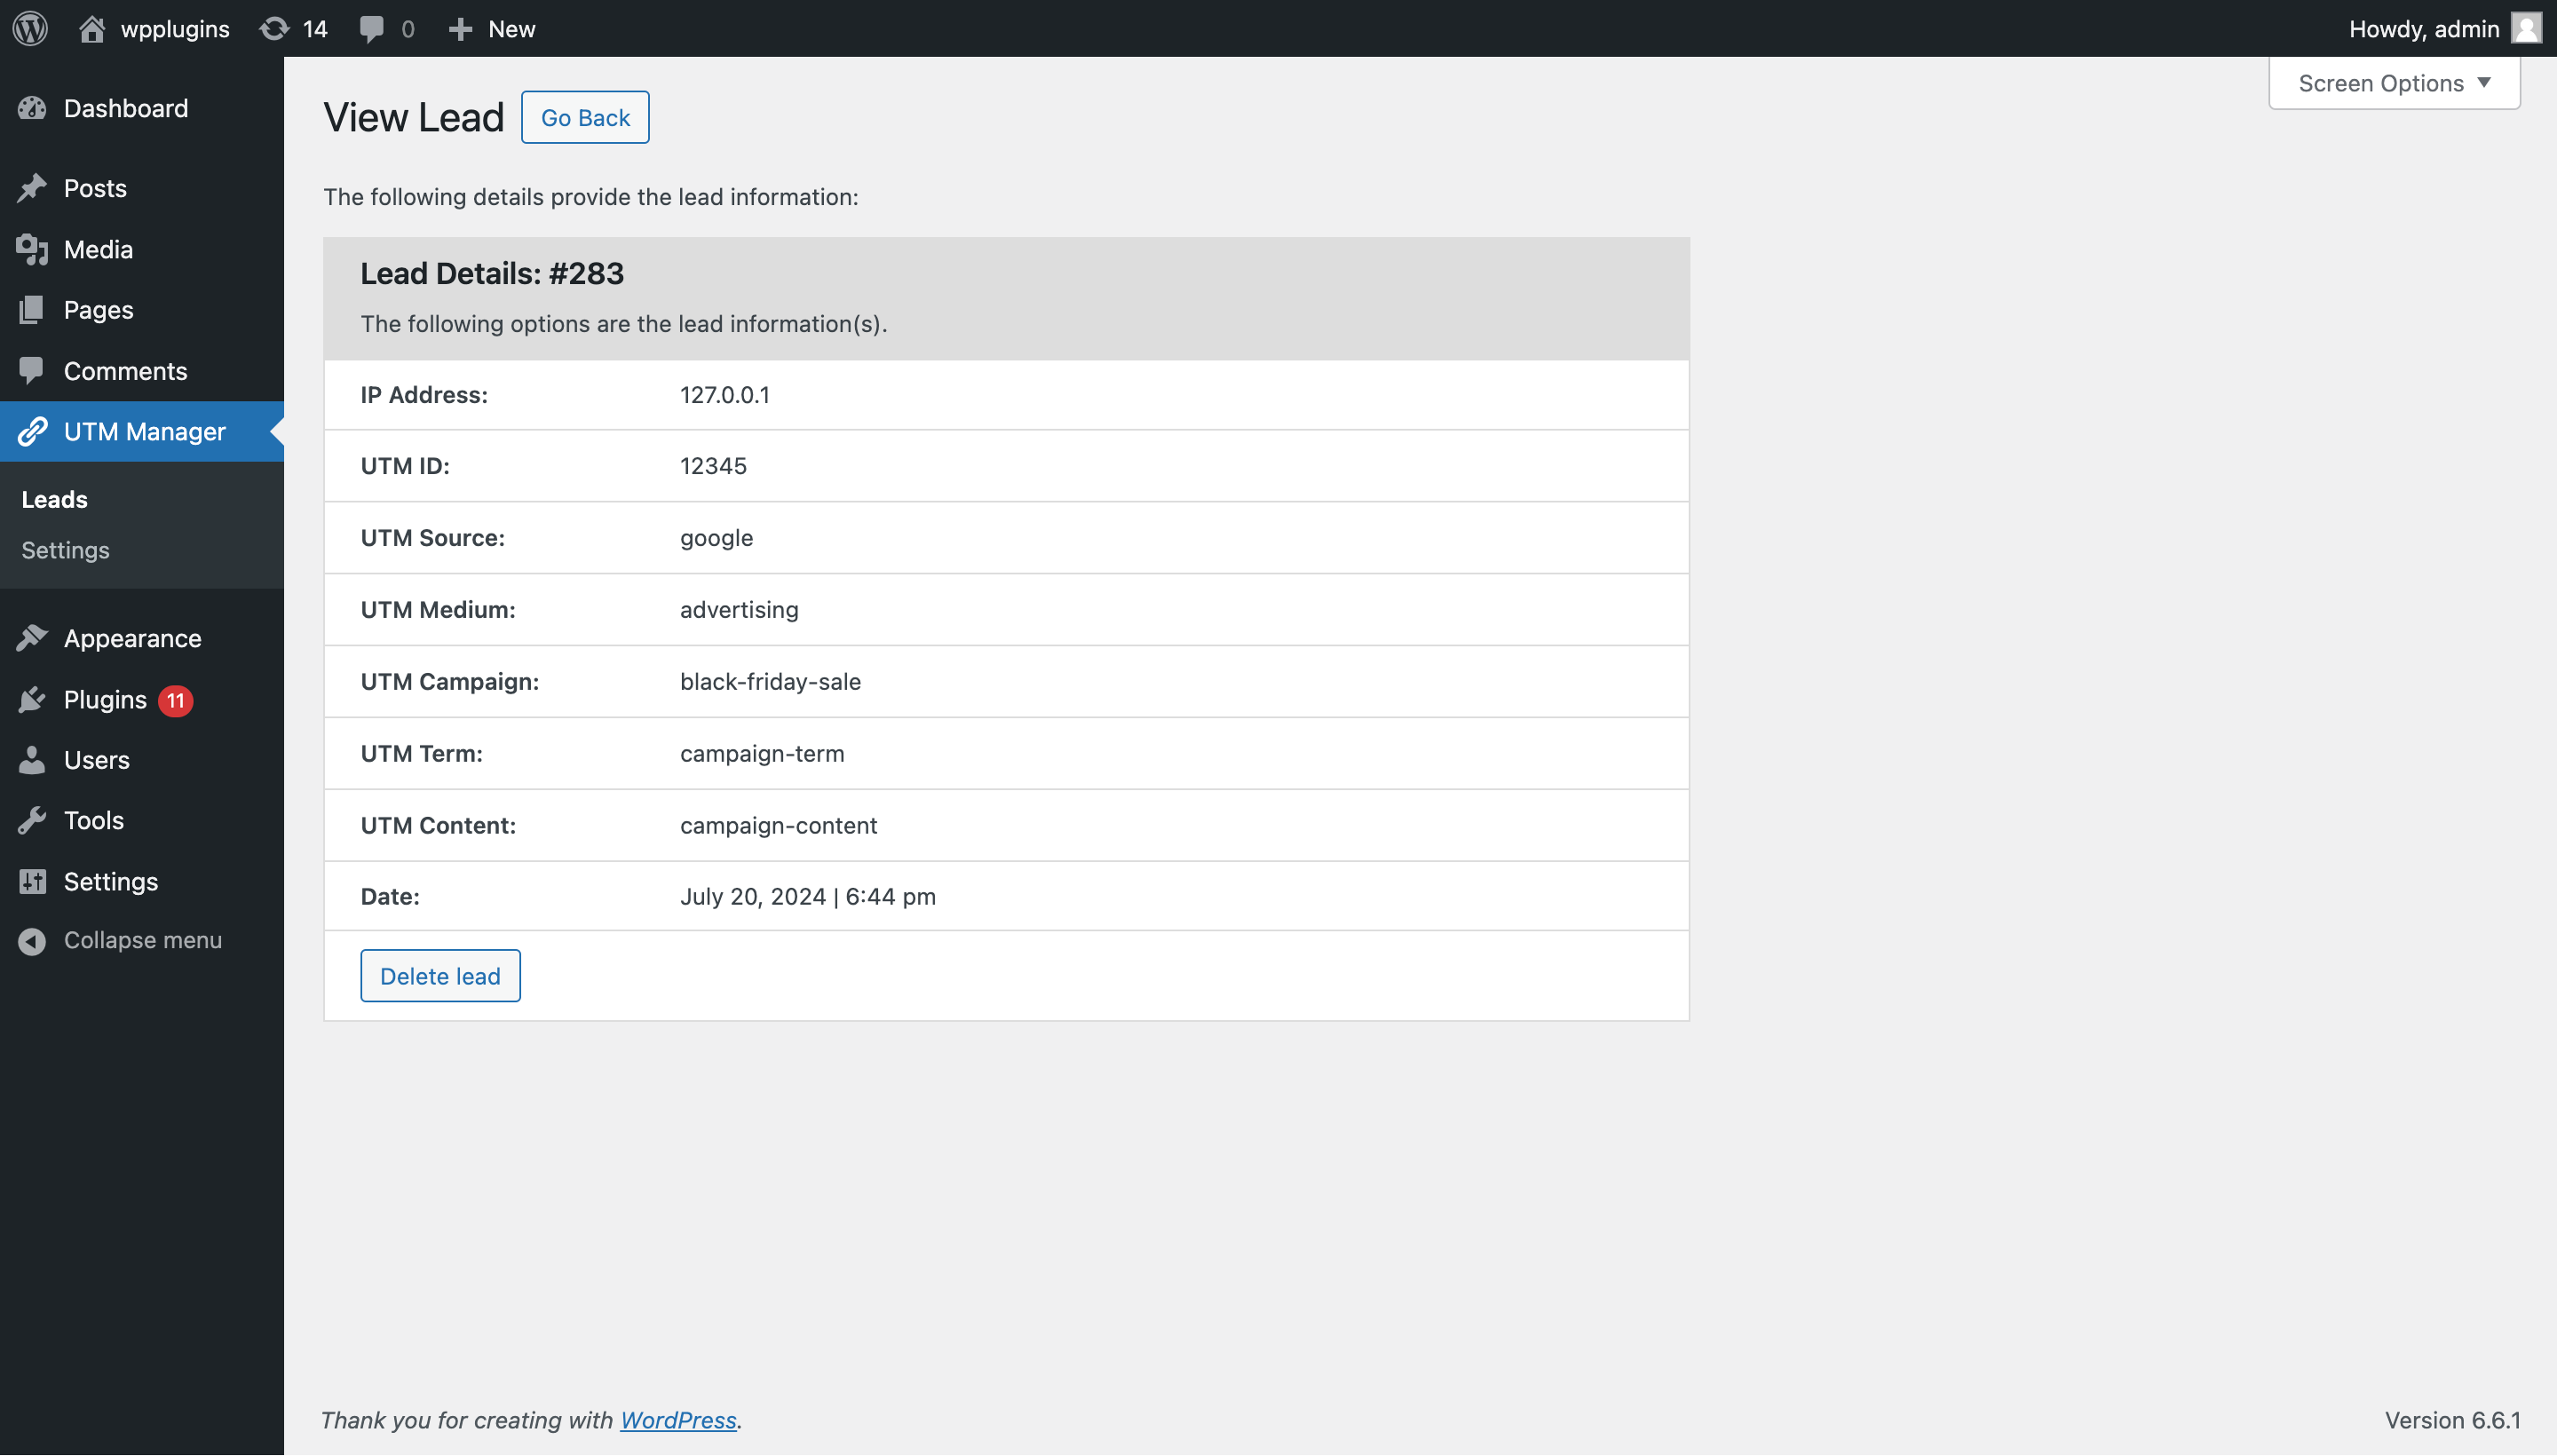 wpplugins 14 0 New Howdy, admin
Screen Options
Dashboard
Posts
Media
Pages
Comments
UTM Manager
Leads
Settings
Appearance
Plugins 11
Users
Tools
Settings
Collapse menu
View Lead Go Back
The following details provide the lead information:
Lead Details: #283
The following options are the lead information(s).
IP Address: 127.0.0.1
UTM ID: 12345
UTM Source: google
UTM Medium: advertising
UTM Campaign: black-friday-sale
UTM Term: campaign-term
UTM Content: campaign-content
Date: July 20, 2024 | 6:44 pm
Delete lead
Thank you for creating with WordPress. Version 6.6.1